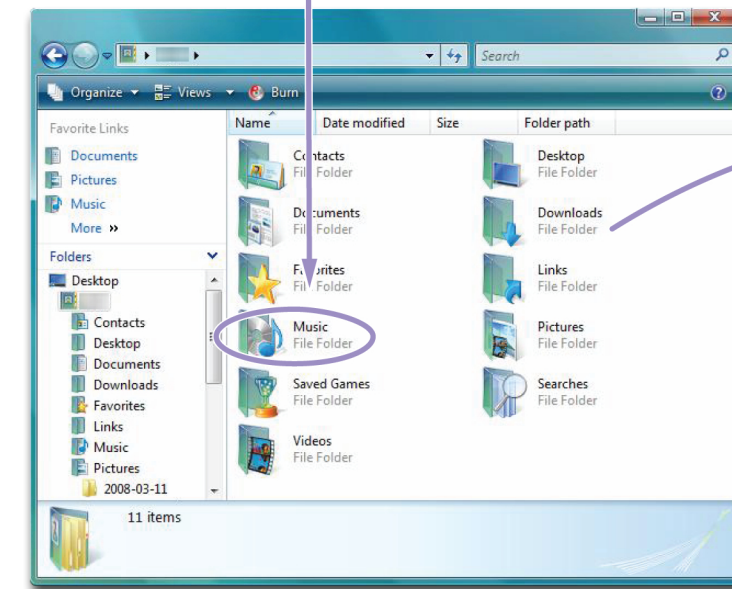 Search
Organize Views Burn
Favorite Links
Documents
Pictures
Music
More »
Folders
Desktop
Contacts
Desktop
Documents
Downloads
Favorites
Links
Music
Pictures
2008-03-11
Name Date modified Size Folder path
Contacts
File Folder
Desktop
File Folder
Documents
File Folder
Downloads
File Folder
Favorites
File Folder
Links
File Folder
Music
File Folder
Pictures
File Folder
Saved Games
File Folder
Searches
File Folder
Videos
File Folder
11 items